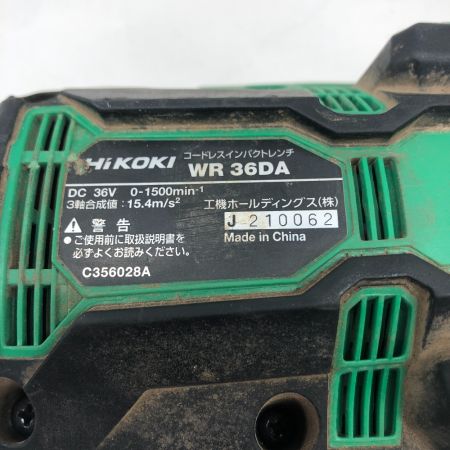 HiKOKI コードレスインパクトレンチ
WR 36DA
DC 36V 0-1500min⁻¹
3軸合成値：15.4m/s²
工機ホールディングス(株)
J 210062
Made in China
⚠ 警告
●ご使用前に取扱説明書を
必ずよくお読みください。
C356028A